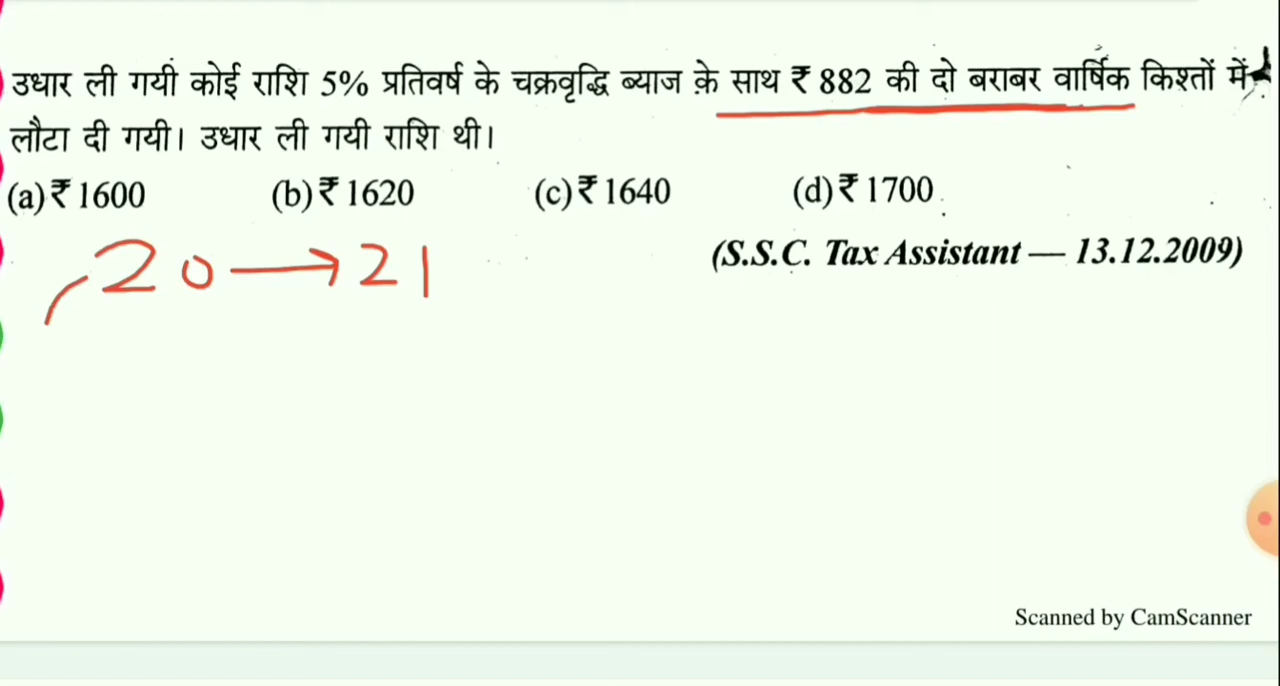 उधार ली गयी कोई राशि 5% प्रतिवर्ष के चक्रवृद्धि ब्याज के साथ ₹ 882 की दो बराबर वार्षिक किश्तों में
लौटा दी गयी। उधार ली गयी राशि थी।
(a) ₹ 1600 (b) ₹ 1620 (c) ₹ 1640 (d) ₹ 1700
(S.S.C. Tax Assistant — 13.12.2009)
20 → 21
Scanned by CamScanner